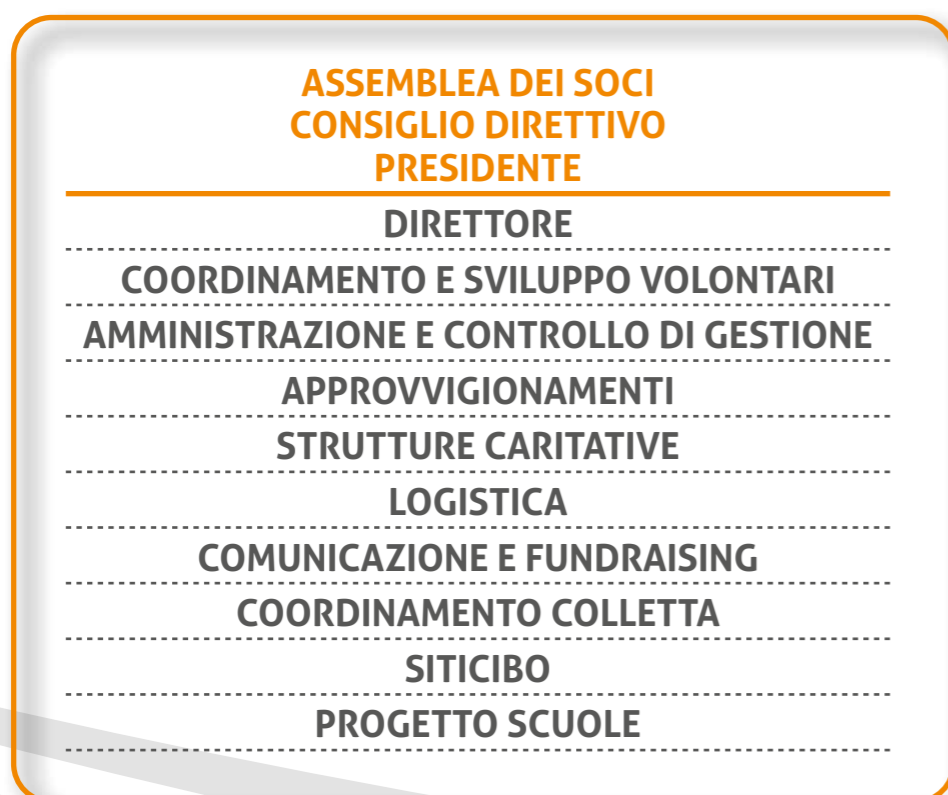 ASSEMBLEA DEI SOCI
CONSIGLIO DIRETTIVO
PRESIDENTE
DIRETTORE
COORDINAMENTO E SVILUPPO VOLONTARI
AMMINISTRAZIONE E CONTROLLO DI GESTIONE
APPROVVIGIONAMENTI
STRUTTURE CARITATIVE
LOGISTICA
COMUNICAZIONE E FUNDRAISING
COORDINAMENTO COLLETTA
SITICIBO
PROGETTO SCUOLE